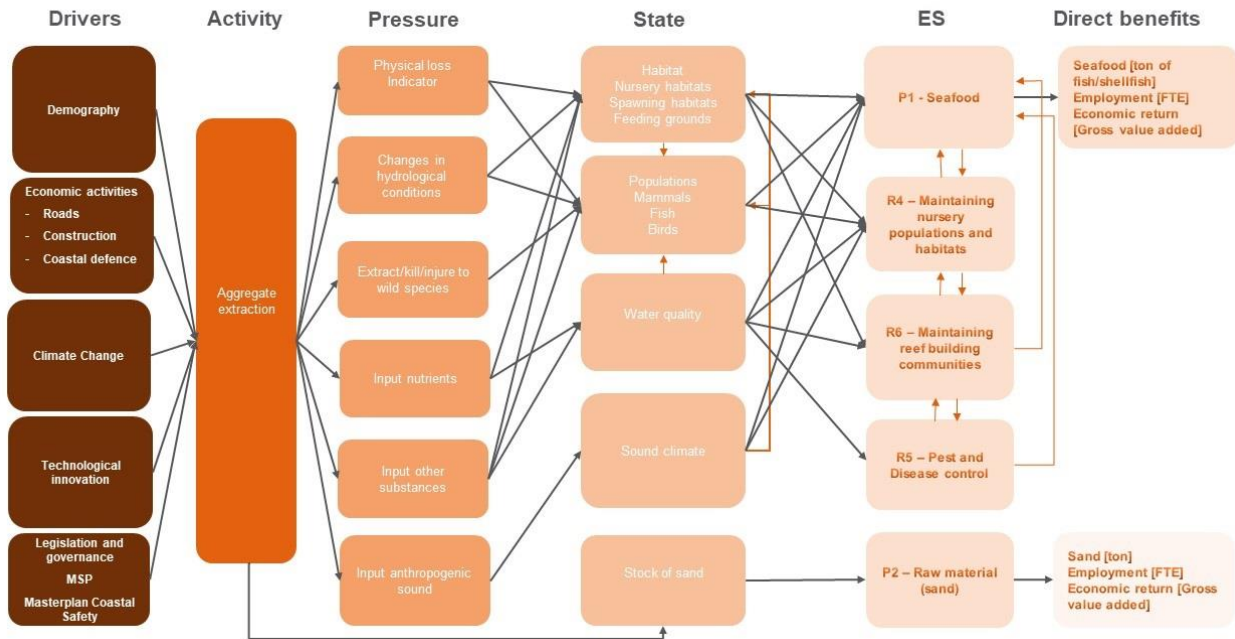 Drivers
Activity
Pressure
State
ES
Direct benefits
Demography
Economic activities
- Roads
- Construction
- Coastal defence
Climate Change
Technological
innovation
Legislation and
governance
MSP
Masterplan Coastal
Safety
Aggregate
extraction
Physical loss
Indicator
Changes in
hydrological
conditions
Extract/kill/injure to
wild species
Input nutrients
Input other
substances
Input anthropogenic
sound
Habitat
Nursery habitats
Spawning habitats
Feeding grounds
Populations
Mammals
Fish
Birds
Water quality
Sound climate
Stock of sand
P1 - Seafood
R4 – Maintaining
nursery
populations and
habitats
R6 – Maintaining
reef building
communities
R5 – Pest and
Disease control
P2 – Raw material
(sand)
Seafood [ton of
fish/shellfish]
Employment [FTE]
Economic return
[Gross value added]
Sand [ton]
Employment [FTE]
Economic return [Gross
value added]